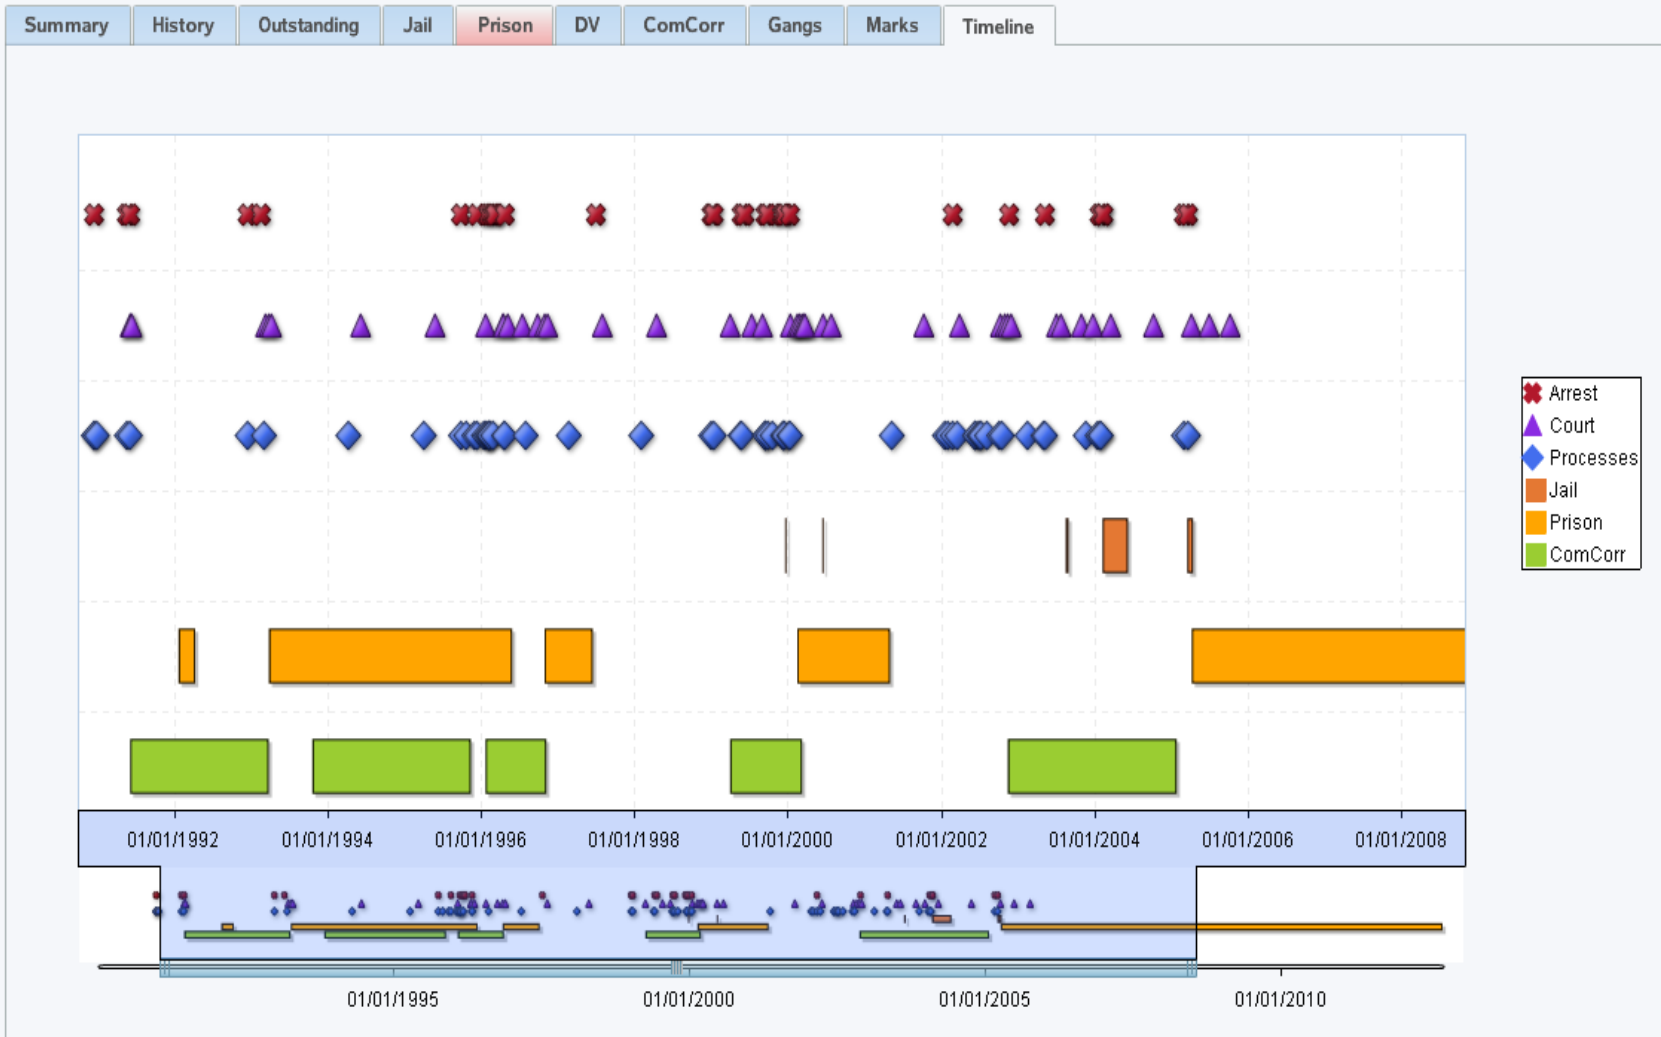 Summary History Outstanding Jail Prison DV ComCorr Gangs Marks Timeline
Arrest
Court
Processes
Jail
Prison
ComCorr
01/01/1992 01/01/1994 01/01/1996 01/01/1998 01/01/2000 01/01/2002 01/01/2004 01/01/2006 01/01/2008
01/01/1995 01/01/2000 01/01/2005 01/01/2010